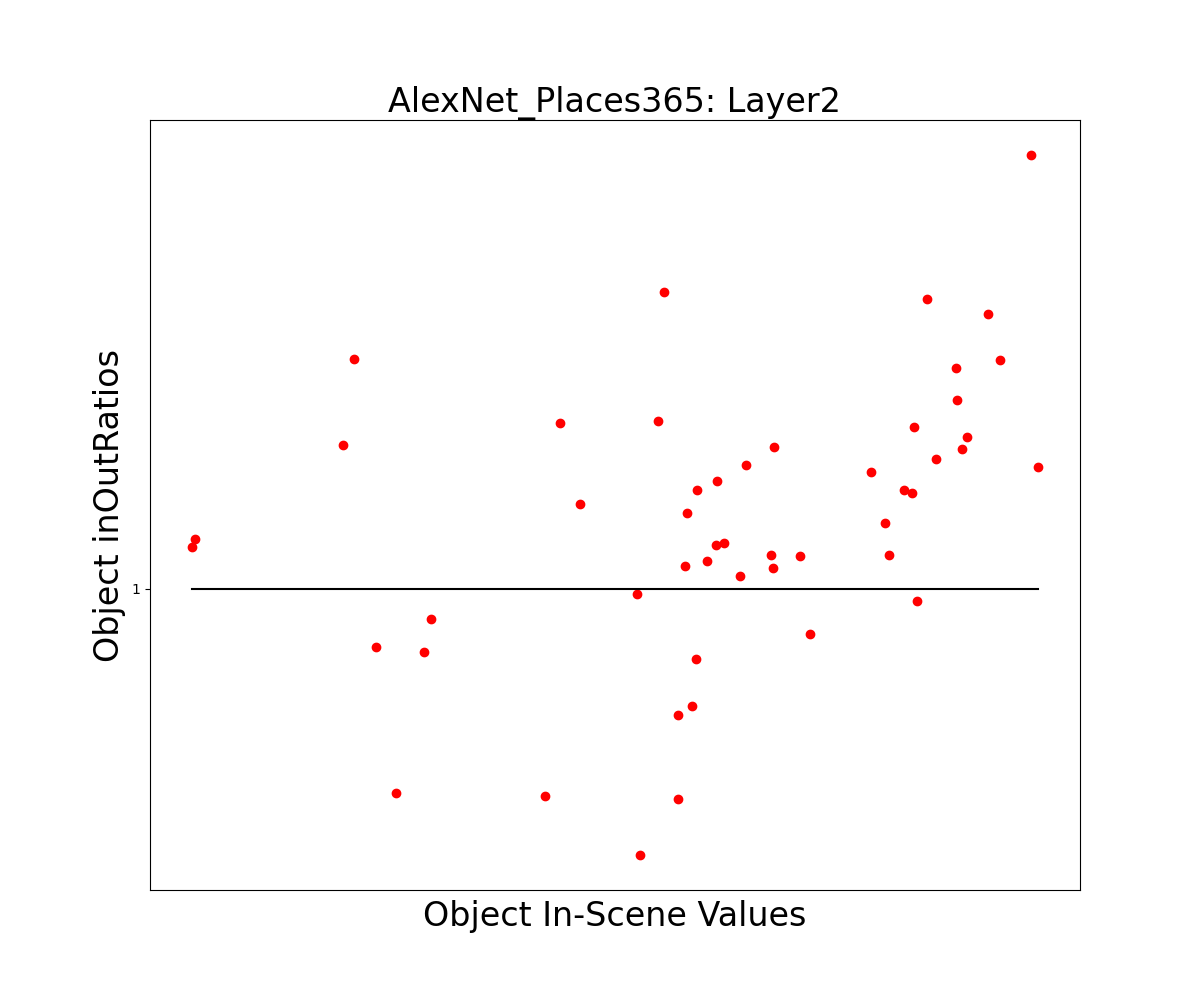 AlexNet_Places365: Layer2
Object inOutRatios
1
Object In-Scene Values